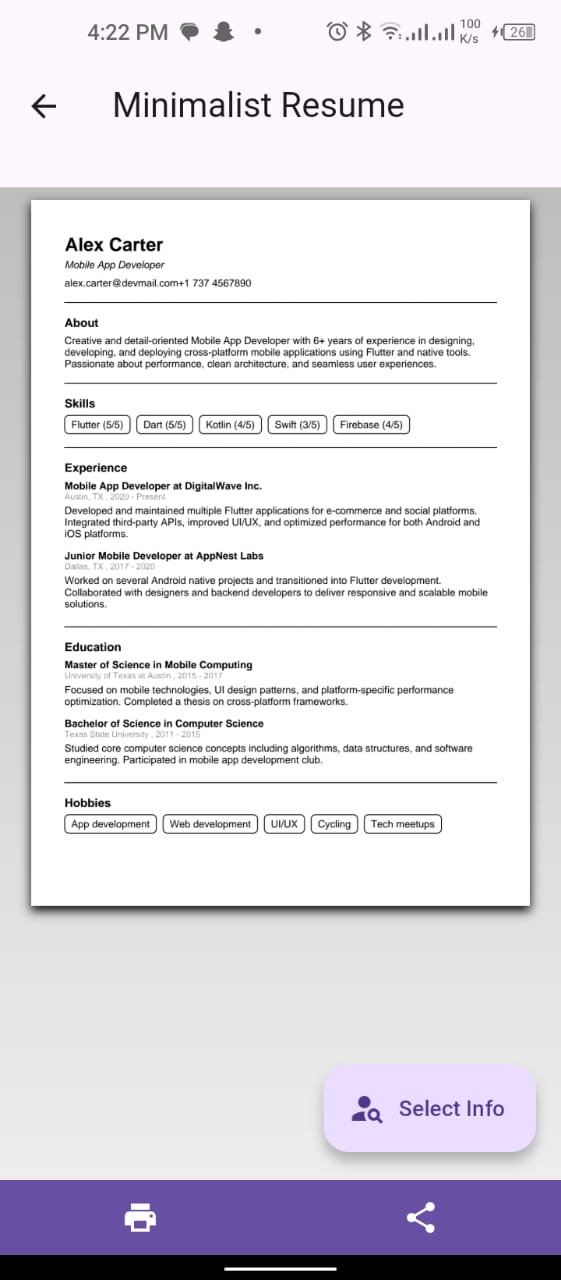 4:22 PM
100
K/s
26
Minimalist Resume
Alex Carter
Mobile App Developer
alex.carter@devmail.com+1 737 4567890
About
Creative and detail-oriented Mobile App Developer with 6+ years of experience in designing,
developing, and deploying cross-platform mobile applications using Flutter and native tools.
Passionate about performance, clean architecture, and seamless user experiences.
Skills
Flutter (5/5) Dart (5/5) Kotlin (4/5) Swift (3/5) Firebase (4/5)
Experience
Mobile App Developer at DigitalWave Inc.
Austin, TX , 2020 - Present
Developed and maintained multiple Flutter applications for e-commerce and social platforms.
Integrated third-party APIs, improved UI/UX, and optimized performance for both Android and
iOS platforms.
Junior Mobile Developer at AppNest Labs
Dallas, TX , 2017 - 2020
Worked on several Android native projects and transitioned into Flutter development.
Collaborated with designers and backend developers to deliver responsive and scalable mobile
solutions.
Education
Master of Science in Mobile Computing
University of Texas at Austin , 2015 - 2017
Focused on mobile technologies, UI design patterns, and platform-specific performance
optimization. Completed a thesis on cross-platform frameworks.
Bachelor of Science in Computer Science
Texas State University , 2011 - 2015
Studied core computer science concepts including algorithms, data structures, and software
engineering. Participated in mobile app development club.
Hobbies
App development Web development UI/UX Cycling Tech meetups
Select Info